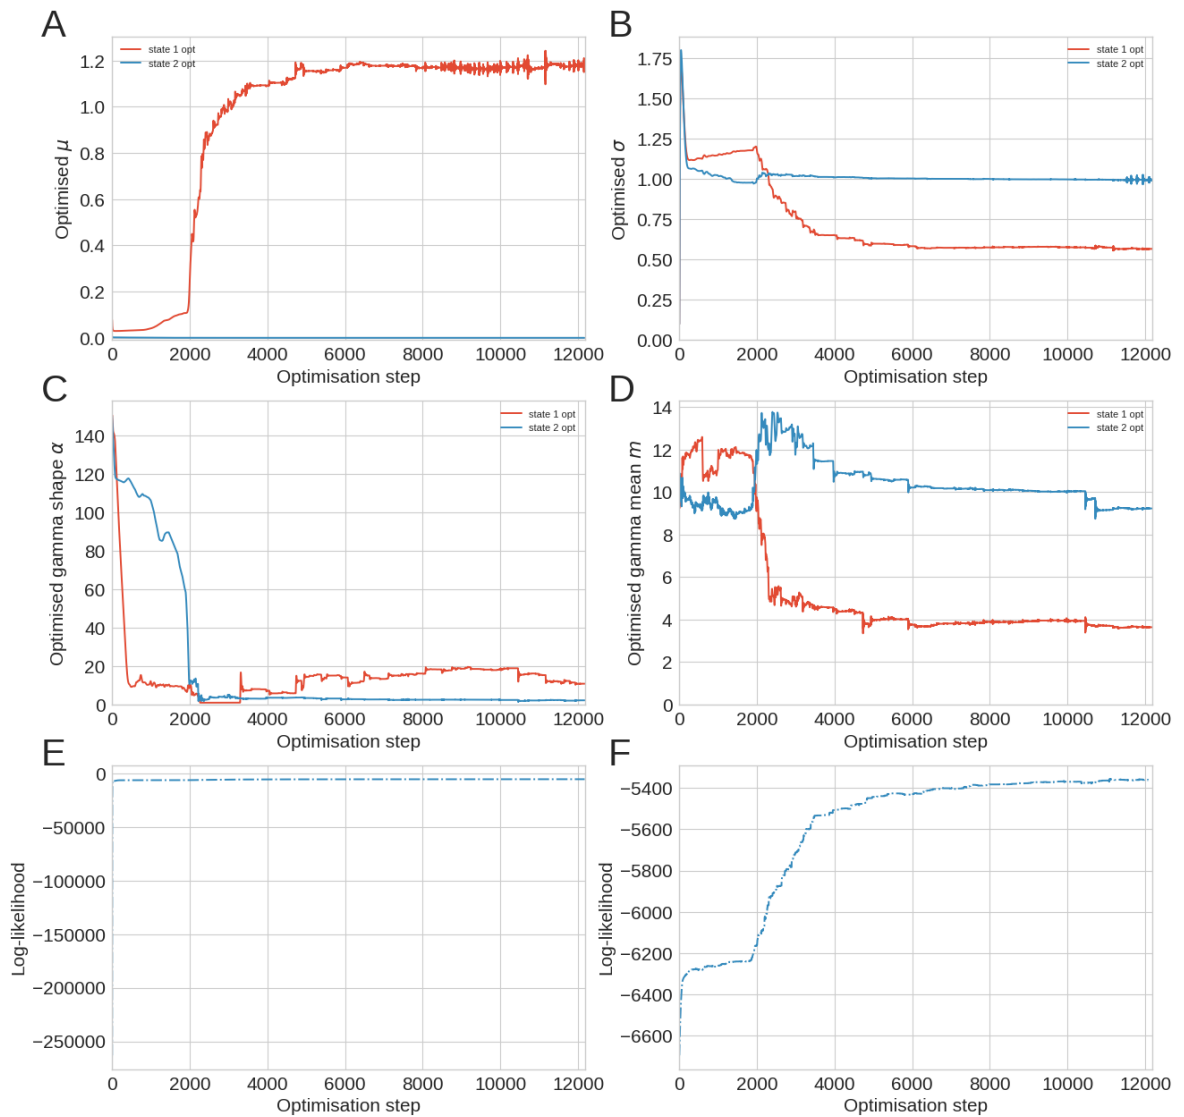 A
B
state 1 opt
state 2 opt
1.2
1.0
0.8
0.6
0.4
0.2
0.0
Optimised μ
0 2000 4000 6000 8000 10000 12000
Optimisation step
state 1 opt
state 2 opt
1.75
1.50
1.25
1.00
0.75
0.50
0.25
0.00
Optimised σ
0 2000 4000 6000 8000 10000 12000
Optimisation step
C
D
state 1 opt
state 2 opt
140
120
100
80
60
40
20
0
Optimised gamma shape α
0 2000 4000 6000 8000 10000 12000
Optimisation step
state 1 opt
state 2 opt
14
12
10
8
6
4
2
0
Optimised gamma mean m
0 2000 4000 6000 8000 10000 12000
Optimisation step
E
F
0
−50000
−100000
−150000
−200000
−250000
Log-likelihood
0 2000 4000 6000 8000 10000 12000
Optimisation step
−5400
−5600
−5800
−6000
−6200
−6400
−6600
Log-likelihood
0 2000 4000 6000 8000 10000 12000
Optimisation step